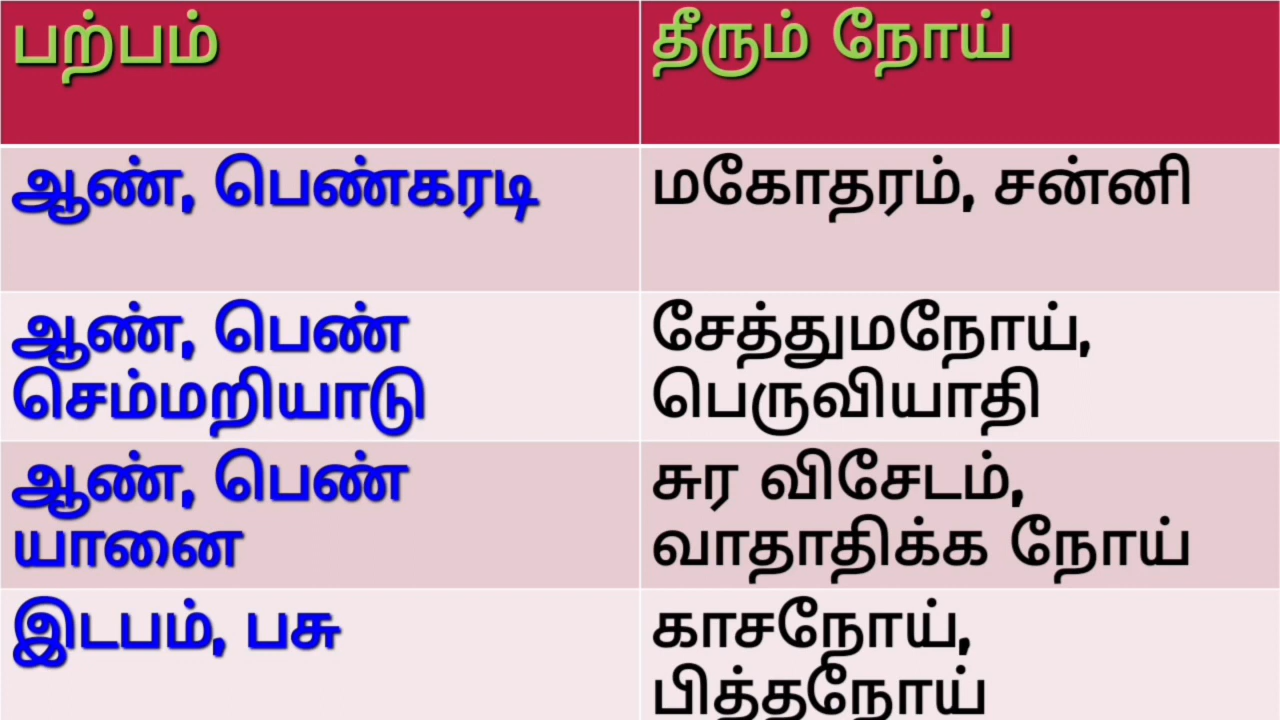 பற்பம்
தீரும் நோய்
ஆண், பெண்கரடி
மகோதரம், சன்னி
ஆண், பெண்
செம்மறியாடு
சேத்துமநோய்,
பெருவியாதி
ஆண், பெண்
யானை
சுர விசேடம்,
வாதாதிக்க நோய்
இடபம், பசு
காசநோய்,
பித்தநோய்